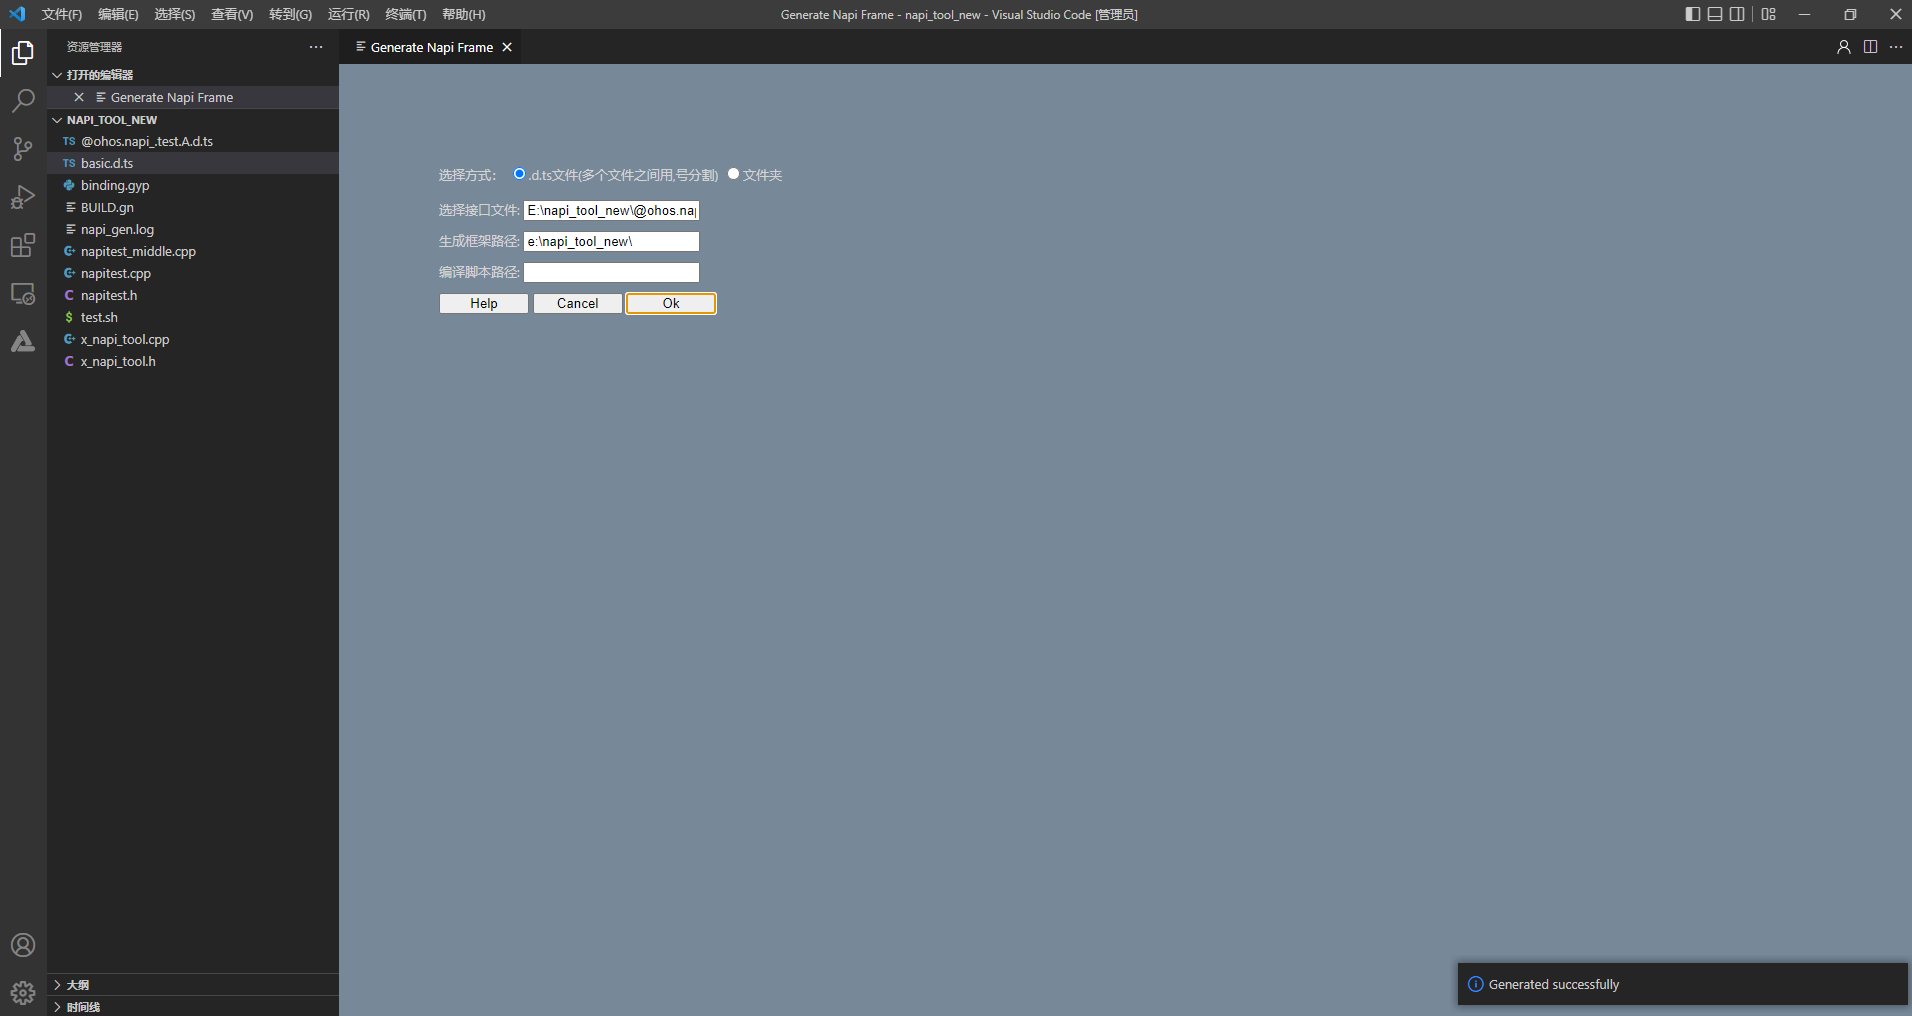 文件(F) 编辑(E) 选择(S) 查看(V) 转到(G) 运行(R) 终端(T) 帮助(H) Generate Napi Frame - napi_tool_new - Visual Studio Code [管理员]
资源管理器
Generate Napi Frame
打开的编辑器
Generate Napi Frame
NAPI_TOOL_NEW
TS @ohos.napi_.test.A.d.ts
TS basic.d.ts
binding.gyp
BUILD.gn
napi_gen.log
napitest_middle.cpp
napitest.cpp
C napitest.h
$ test.sh
x_napi_tool.cpp
C x_napi_tool.h
大纲
时间线
选择方式： .d.ts文件(多个文件之间用,号分割) 文件夹
选择接口文件: E:\napi_tool_new\@ohos.nap
生成框架路径: e:\napi_tool_new\
编译脚本路径:
Help Cancel Ok
Generated successfully